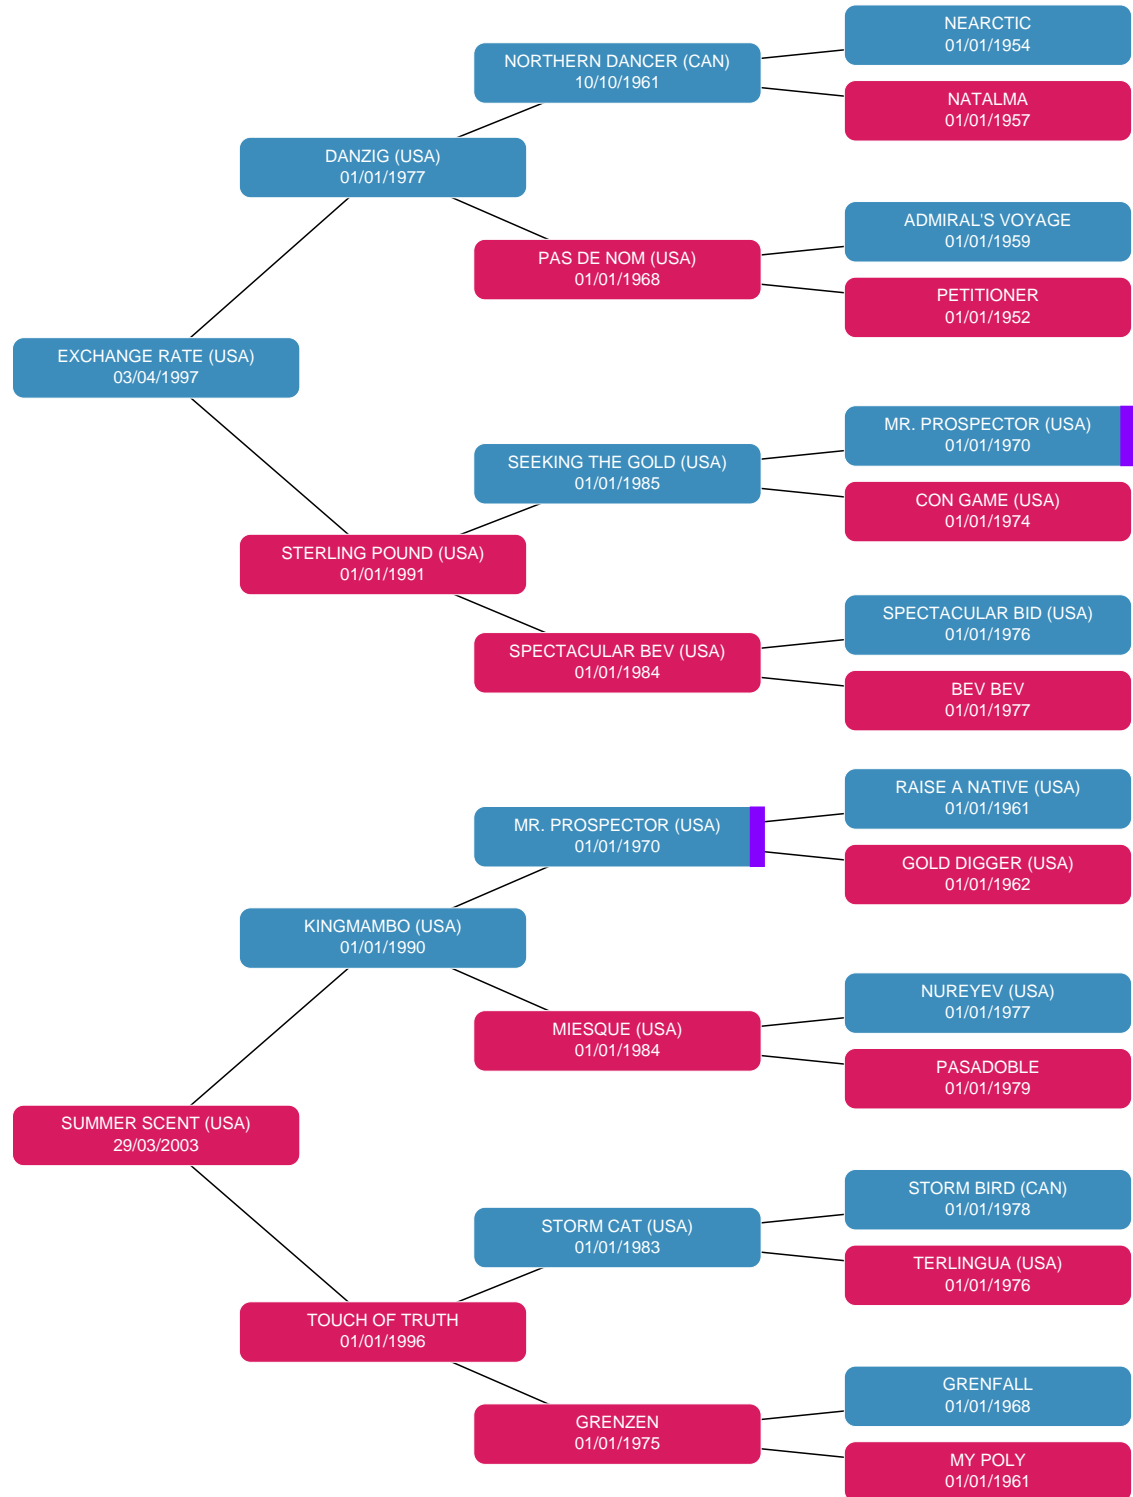 NEARCTIC
01/01/1954
NORTHERN DANCER (CAN)
10/10/1961
NATALMA
01/01/1957
DANZIG (USA)
01/01/1977
ADMIRAL'S VOYAGE
01/01/1959
PAS DE NOM (USA)
01/01/1968
PETITIONER
01/01/1952
EXCHANGE RATE (USA)
03/04/1997
MR. PROSPECTOR (USA)
01/01/1970
SEEKING THE GOLD (USA)
01/01/1985
CON GAME (USA)
01/01/1974
STERLING POUND (USA)
01/01/1991
SPECTACULAR BID (USA)
01/01/1976
SPECTACULAR BEV (USA)
01/01/1984
BEV BEV
01/01/1977
RAISE A NATIVE (USA)
01/01/1961
MR. PROSPECTOR (USA)
01/01/1970
GOLD DIGGER (USA)
01/01/1962
KINGMAMBO (USA)
01/01/1990
NUREYEV (USA)
01/01/1977
MIESQUE (USA)
01/01/1984
PASADOBLE
01/01/1979
SUMMER SCENT (USA)
29/03/2003
STORM BIRD (CAN)
01/01/1978
STORM CAT (USA)
01/01/1983
TERLINGUA (USA)
01/01/1976
TOUCH OF TRUTH
01/01/1996
GRENFALL
01/01/1968
GRENZEN
01/01/1975
MY POLY
01/01/1961